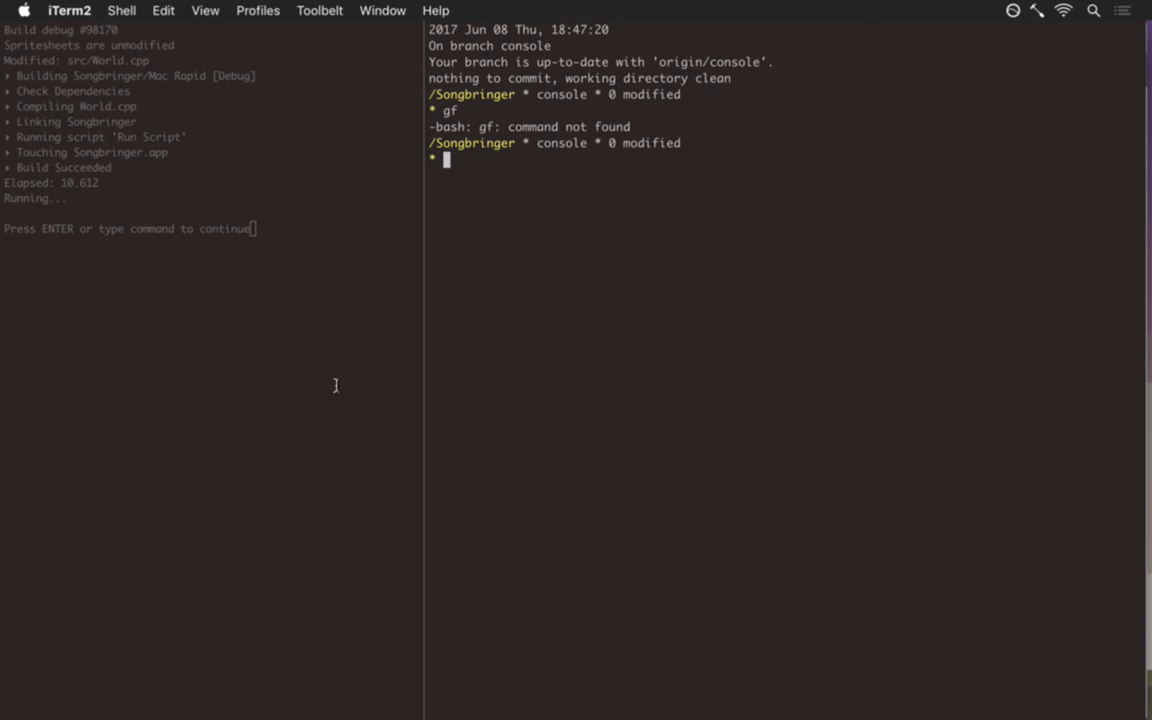 iTerm2 Shell Edit View Profiles Toolbelt Window Help
Build debug #98170
Spritesheets are unmodified
Modified: src/World.cpp
▸ Building Songbringer/Mac Rapid [Debug]
▸ Check Dependencies
▸ Compiling World.cpp
▸ Linking Songbringer
▸ Running script 'Run Script'
▸ Touching Songbringer.app
▸ Build Succeeded
Elapsed: 10.612
Running...
Press ENTER or type command to continue
2017 Jun 08 Thu, 18:47:20
On branch console
Your branch is up-to-date with 'origin/console'.
nothing to commit, working directory clean
/Songbringer * console * 0 modified
* gf
-bash: gf: command not found
/Songbringer * console * 0 modified
*